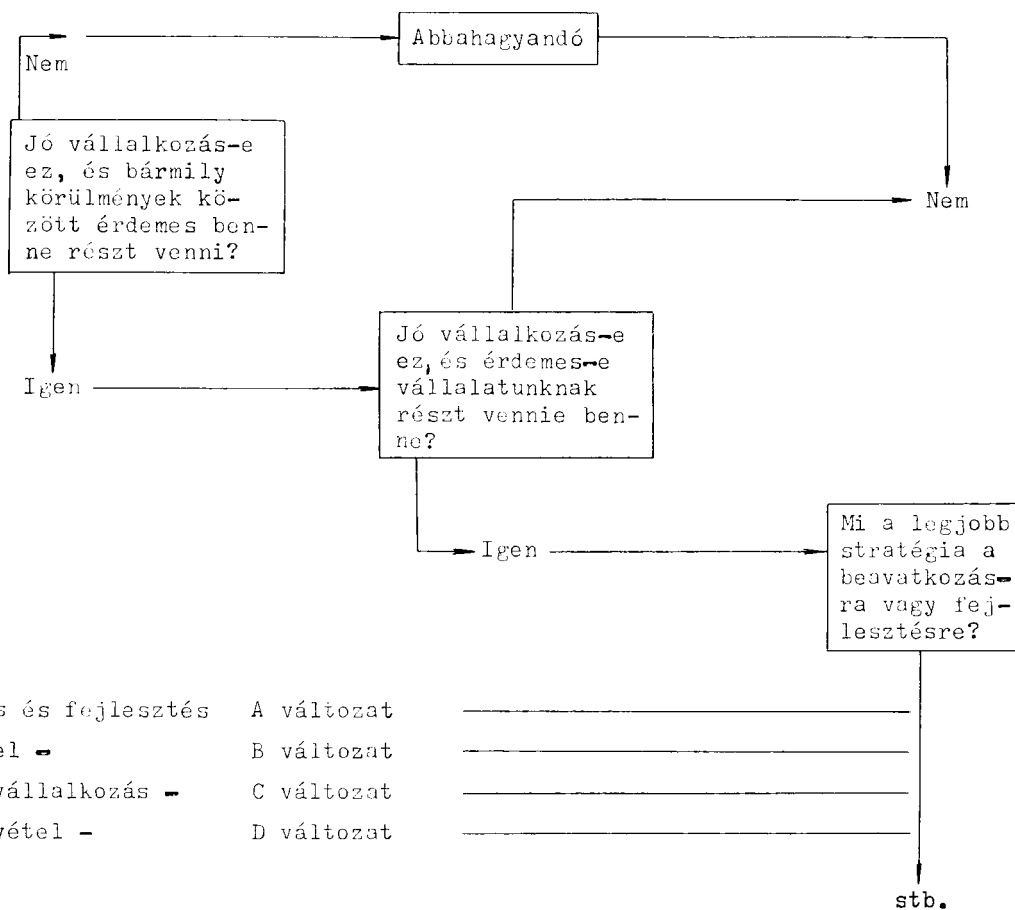 Abbahagyandó
Nem
Jó vállalkozás-e
ez, és bármily
körülmények kö-
zött érdemes ben-
ne részt venni?
Nem
Jó vállalkozás-e
ez, és érdemes-e
vállalatunknak
részt vennie ben-
ne?
Igen
Igen
Mi a legjobb
stratégia a
beavatkozás-
ra vagy fej-
lesztésre?
s és fejlesztés A változat
el - B változat
vállalkozás - C változat
vétel - D változat
stb.